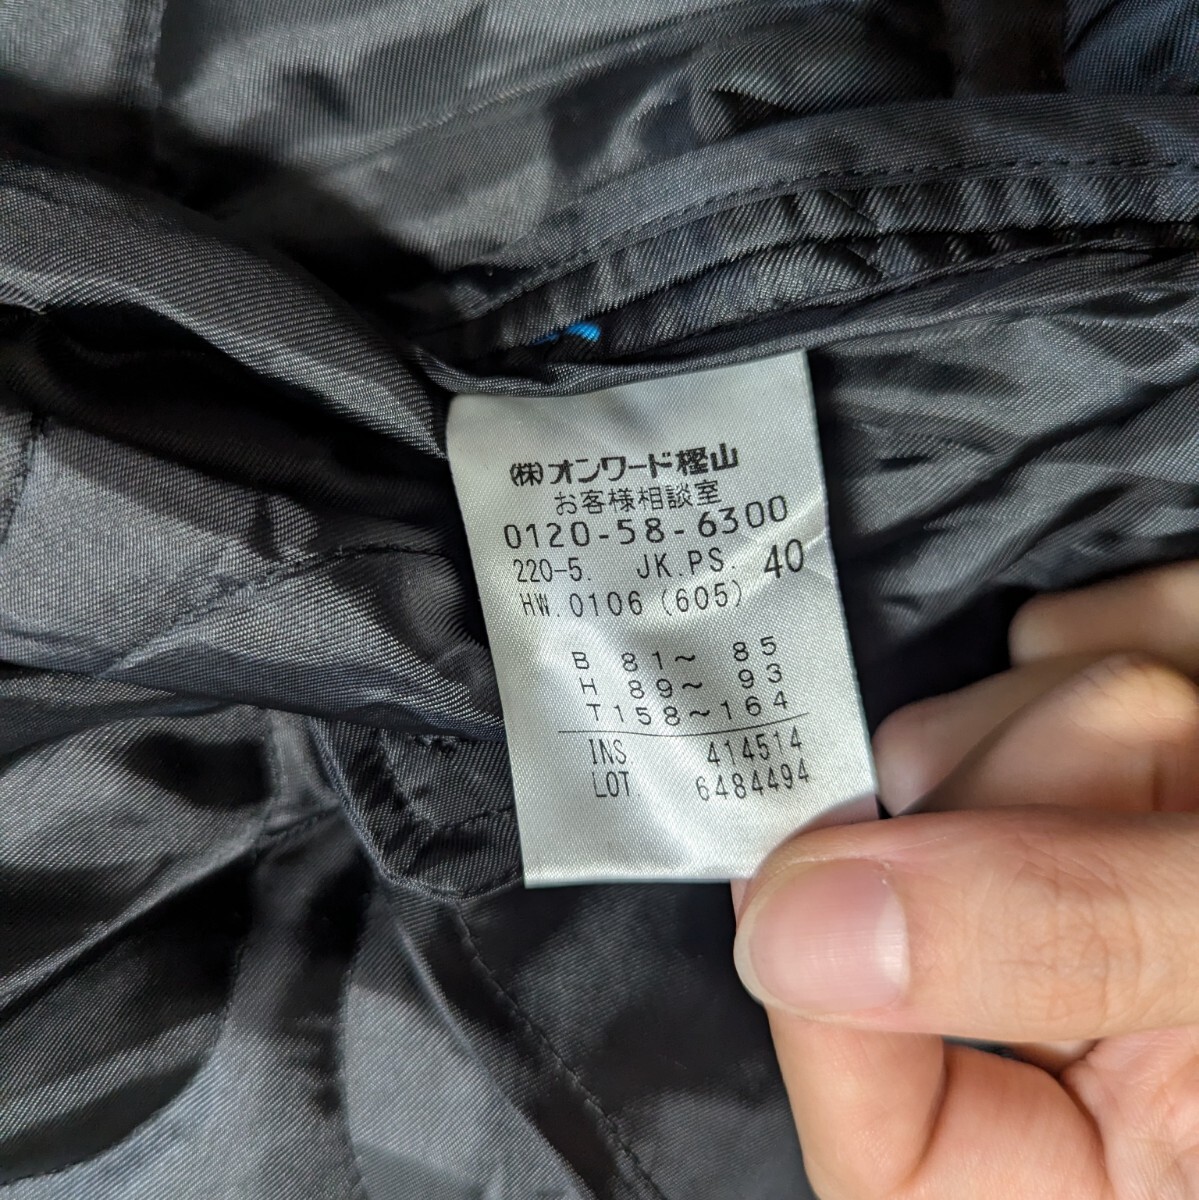 (株)オンワード樫山
お客様相談室
0120-58-6300
220-5. JK.PS. 40
HW.0106(605)
B 81～ 85
H 89～ 93
T158～164
INS. 414514
LOT. 6484494